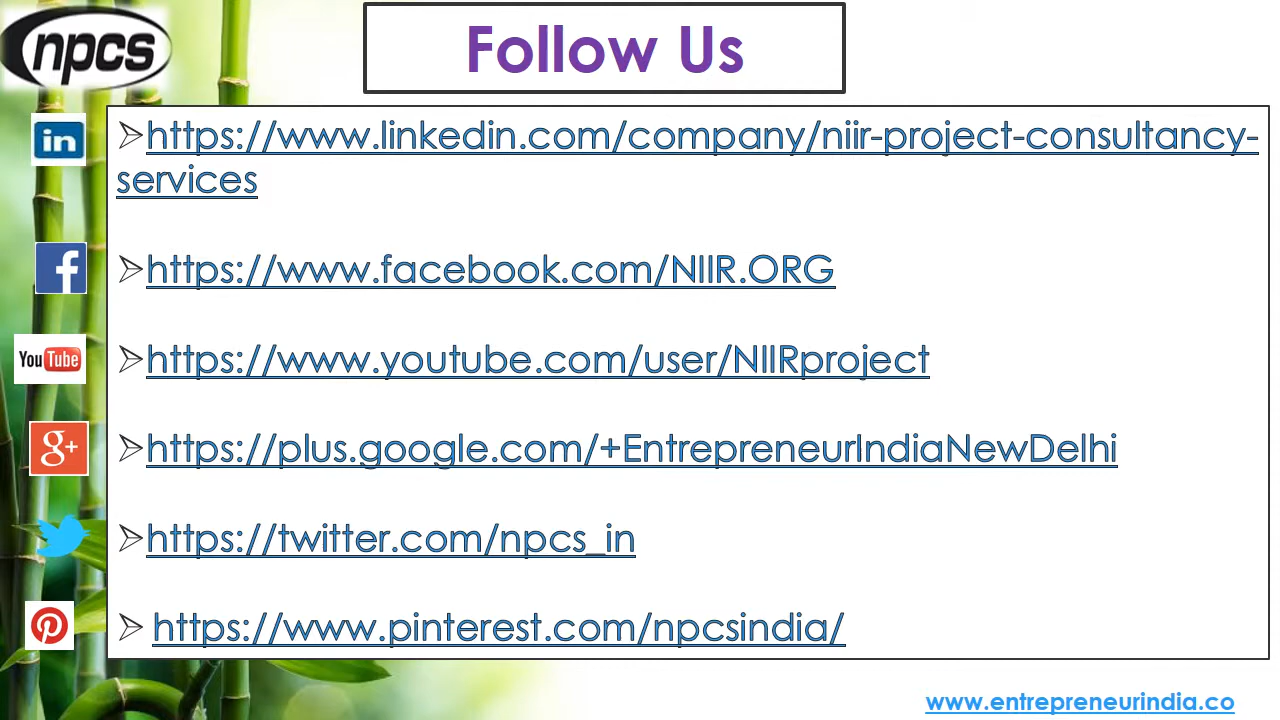 npcs
Follow Us
in
➢https://www.linkedin.com/company/niir-project-consultancy-
services
f
➢https://www.facebook.com/NIIR.ORG
You Tube
➢https://www.youtube.com/user/NIIRproject
g+
➢https://plus.google.com/+EntrepreneurIndiaNewDelhi
➢https://twitter.com/npcs_in
➢ https://www.pinterest.com/npcsindia/
www.entrepreneurindia.co